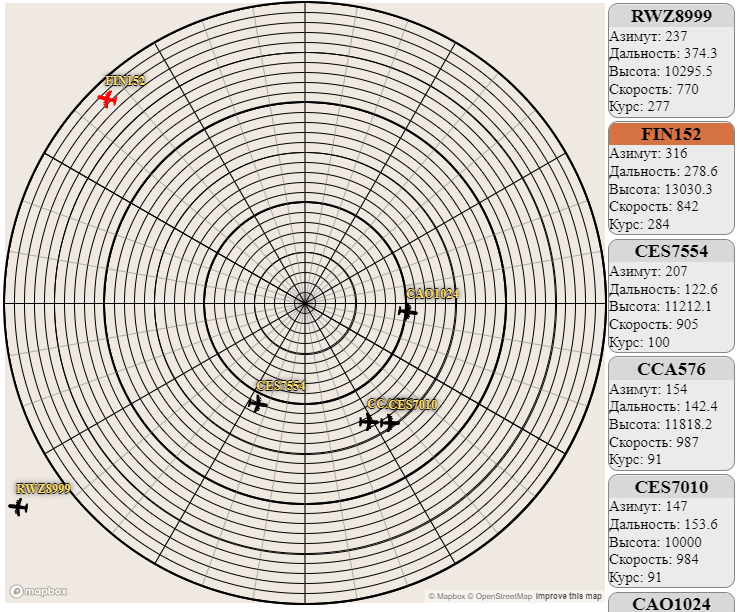 FIN152
CAO1024
CES7554
CES7010
RWZ8999
mapbox
© Mapbox © OpenStreetMap Improve this map
RWZ8999
Азимут: 237
Дальность: 374.3
Высота: 10295.5
Скорость: 770
Курс: 277
FIN152
Азимут: 316
Дальность: 278.6
Высота: 13030.3
Скорость: 842
Курс: 284
CES7554
Азимут: 207
Дальность: 122.6
Высота: 11212.1
Скорость: 905
Курс: 100
CCA576
Азимут: 154
Дальность: 142.4
Высота: 11818.2
Скорость: 987
Курс: 91
CES7010
Азимут: 147
Дальность: 153.6
Высота: 10000
Скорость: 984
Курс: 91
CAO1024